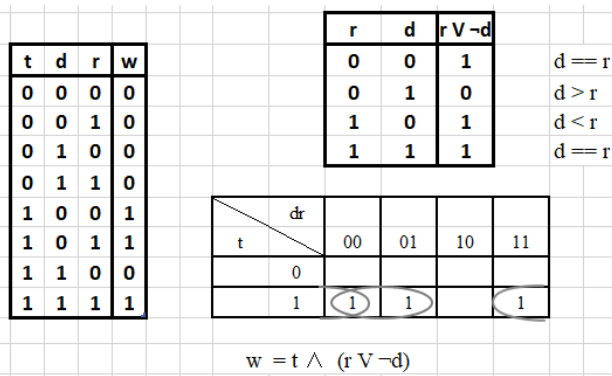 t d r w
0 0 0 0
0 0 1 0
0 1 0 0
0 1 1 0
1 0 0 1
1 0 1 1
1 1 0 0
1 1 1 1
r d r V ¬d
0 0 1 d == r
0 1 0 d > r
1 0 1 d < r
1 1 1 d == r
dr
t 00 01 10 11
0
1 1 1 1
w = t ∧ (r V ¬d)